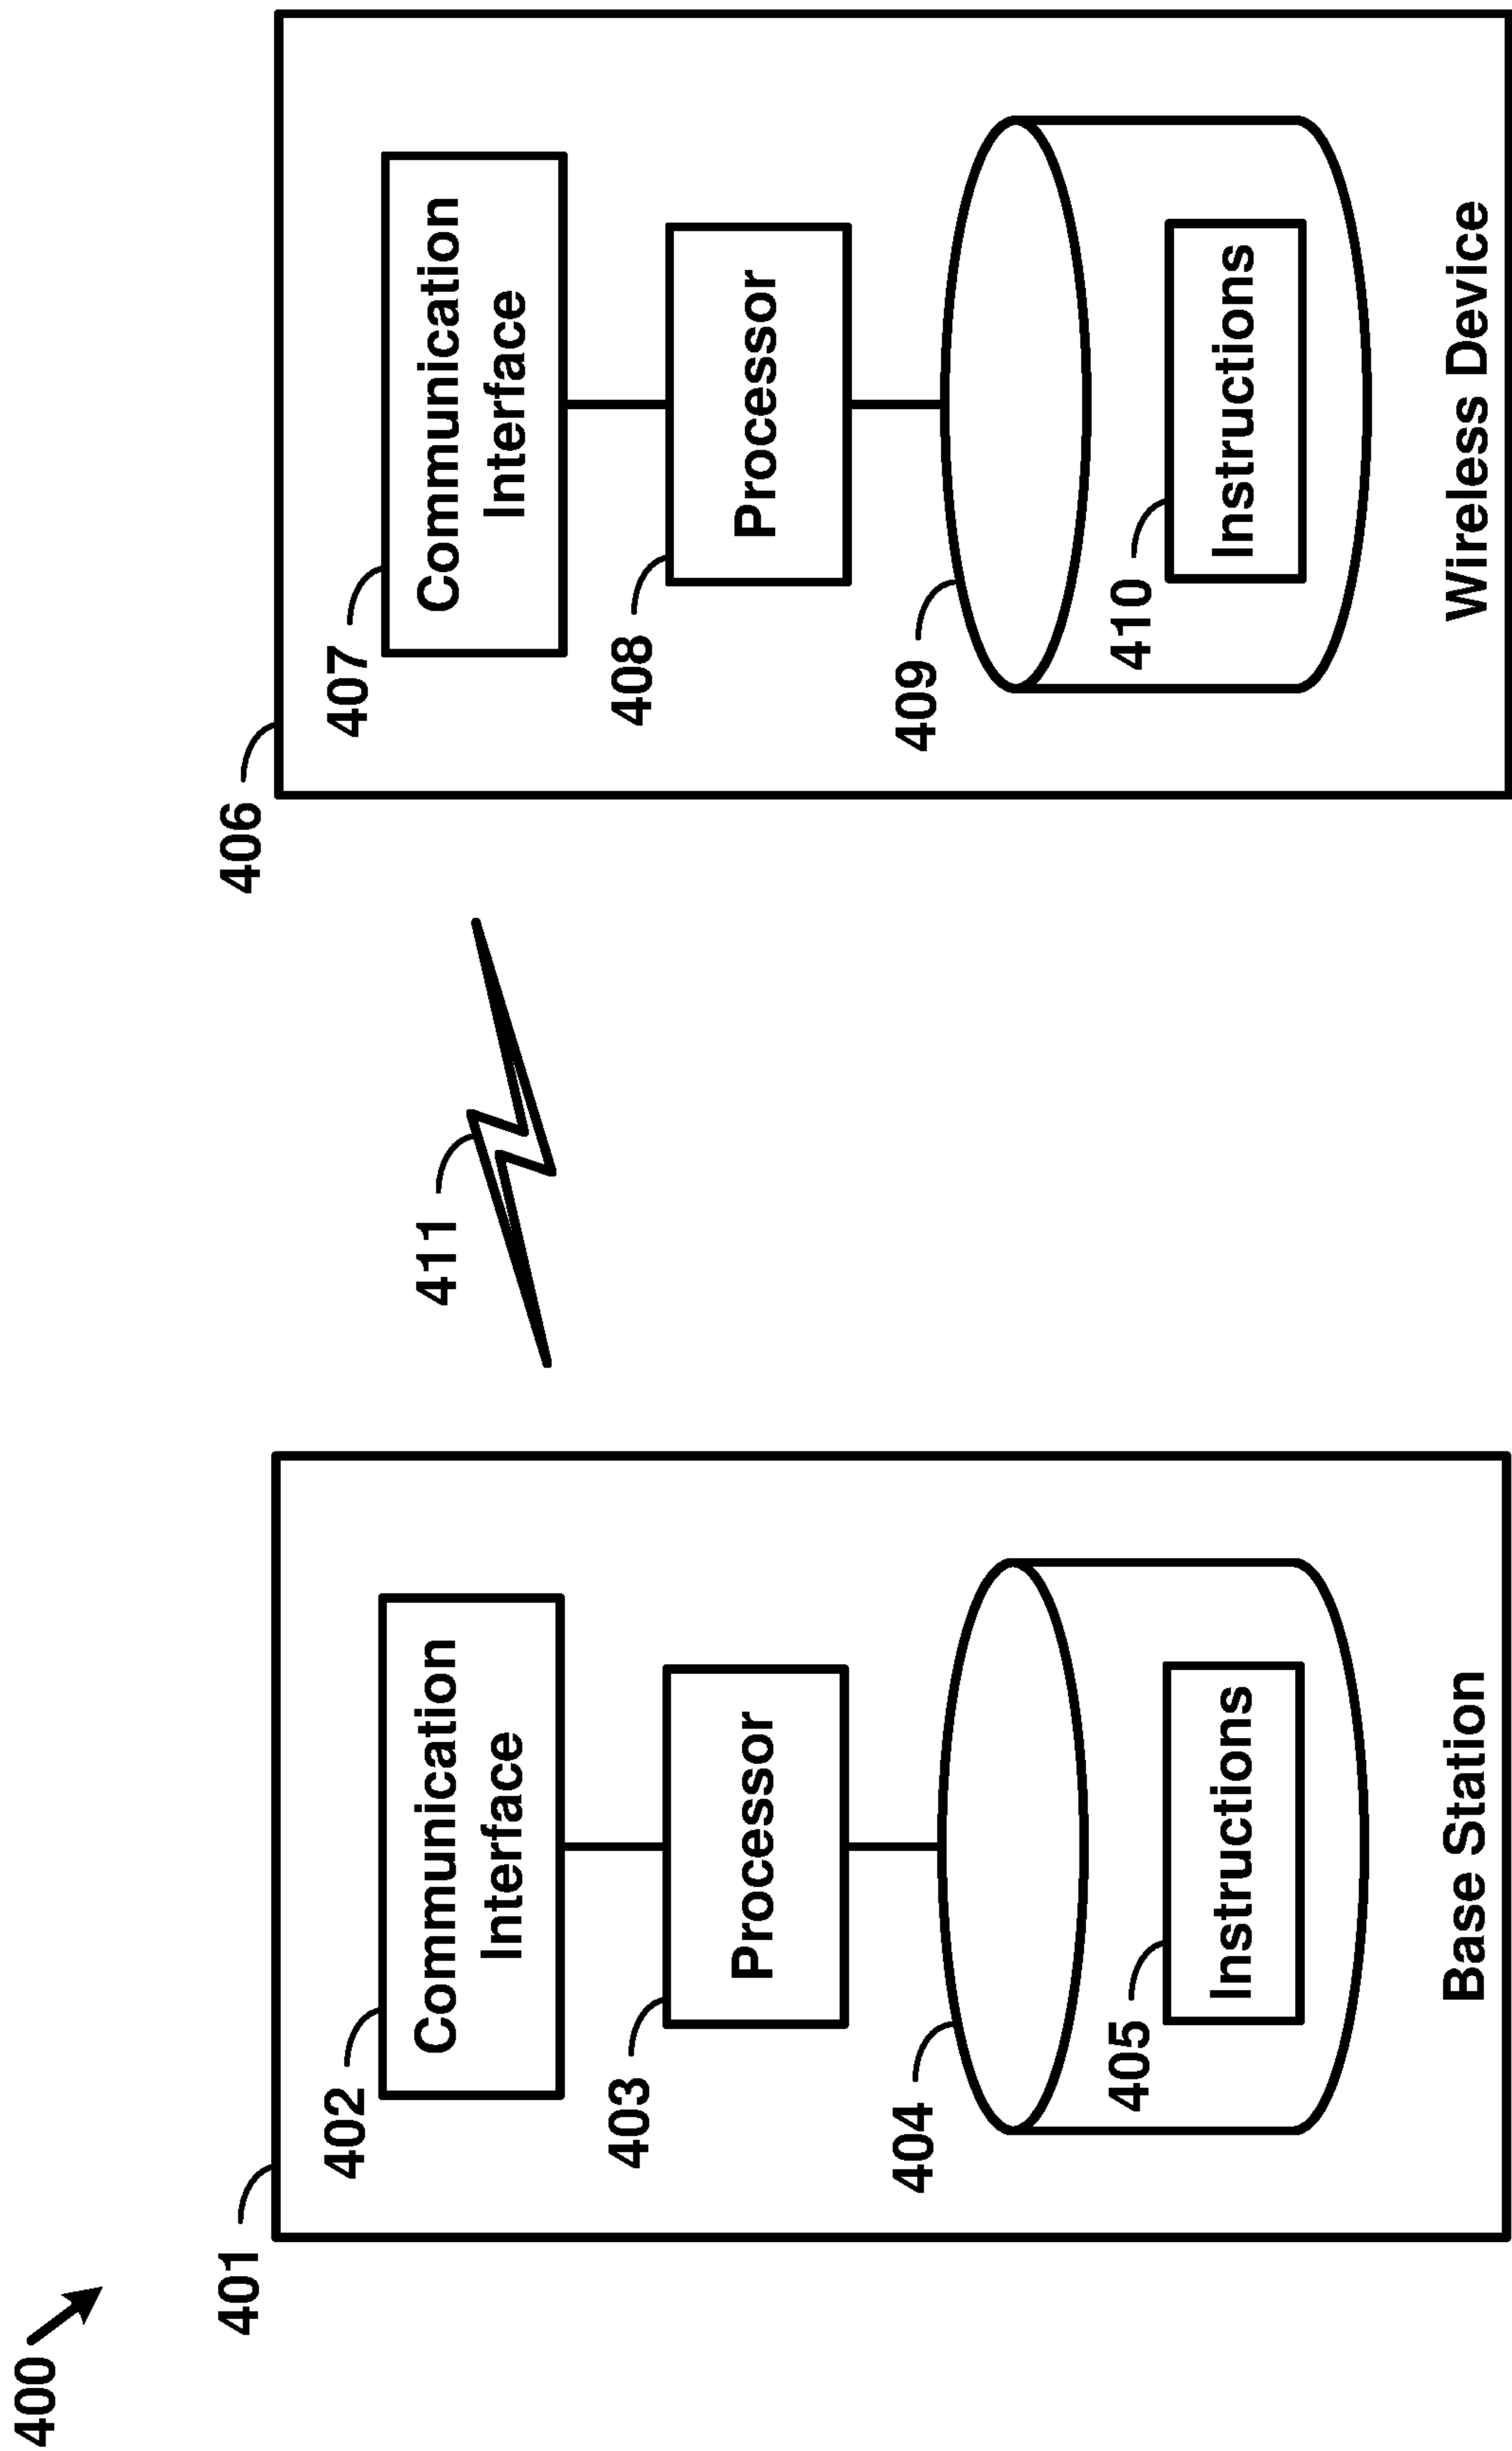 400
401
402
Communication
Interface
403
Processor
404
405
Instructions
Base Station
411
406
407
Communication
Interface
408
Processor
409
410
Instructions
Wireless Device